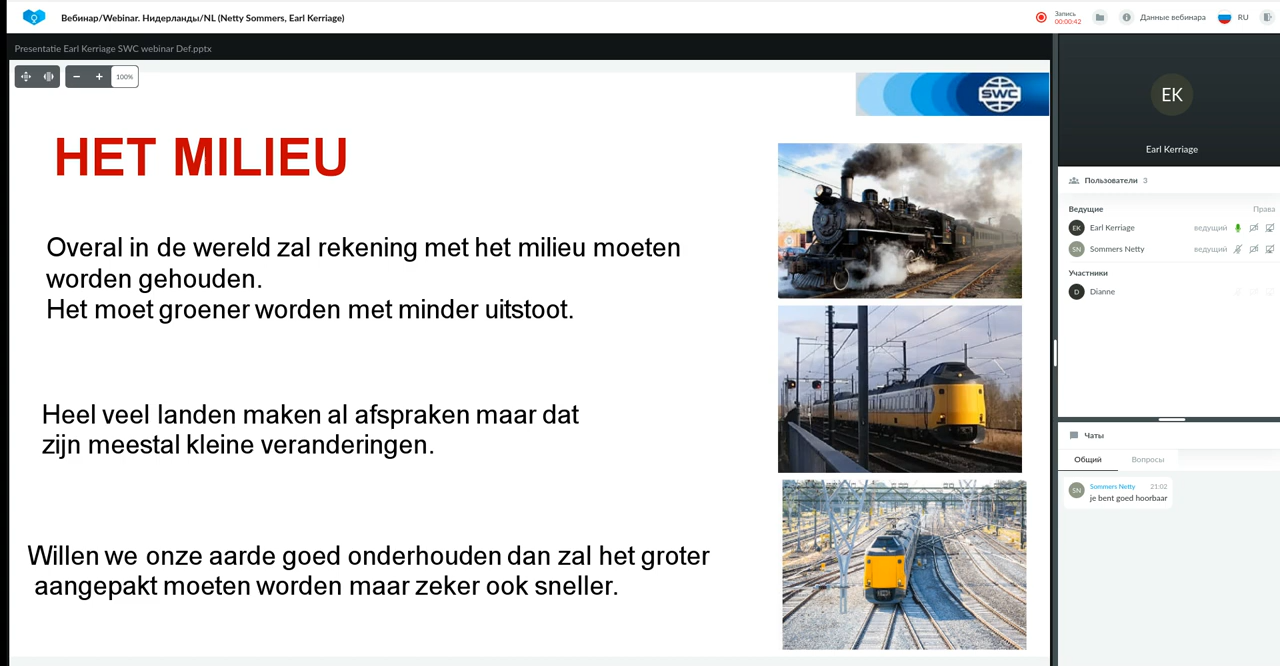 Вебинар/Webinar. Нидерланды/NL (Netty Sommers, Earl Kerriage)
Запись
00:00:42
Данные вебинара
RU
Presentatie Earl Kerriage SWC webinar Def.pptx
100%
SWC
HET MILIEU
Overal in de wereld zal rekening met het milieu moeten
worden gehouden.
Het moet groener worden met minder uitstoot.
Heel veel landen maken al afspraken maar dat
zijn meestal kleine veranderingen.
Willen we onze aarde goed onderhouden dan zal het groter
aangepakt moeten worden maar zeker ook sneller.
EK
Earl Kerriage
Пользователи 3
Ведущие Права
EK Earl Kerriage ведущий
SN Sommers Netty ведущий
Участники
D Dianne
Чаты
Общий Вопросы
SN Sommers Netty 21:02
je bent goed hoorbaar